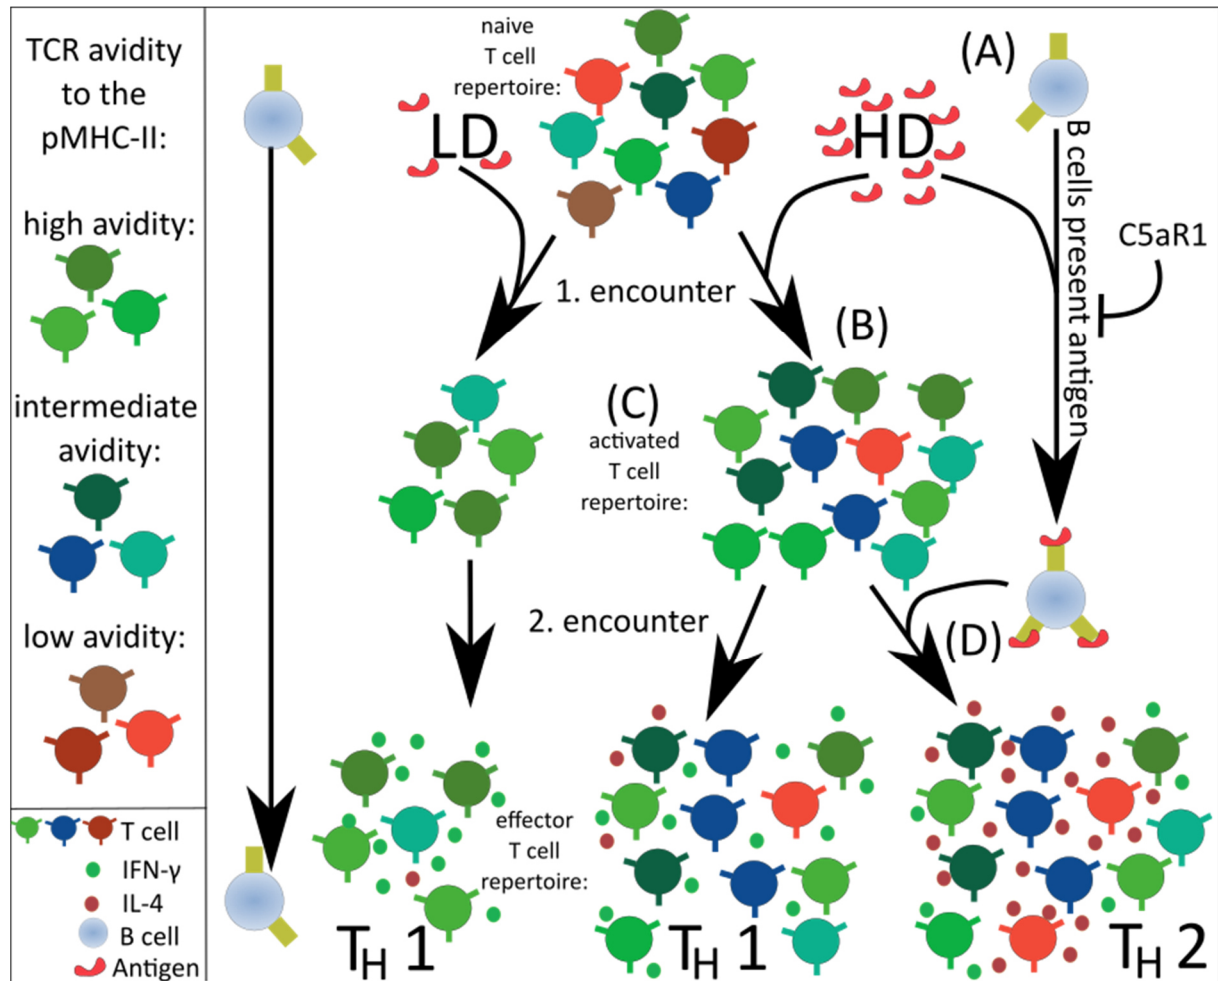 TCR avidity
to the
pMHC-II:
high avidity:
intermediate
avidity:
low avidity:
T cell
IFN-γ
IL-4
B cell
Antigen
naive
T cell
repertoire:
LD
HD
(A)
B cells present antigen
C5aR1
1. encounter
(B)
(C)
activated
T cell
repertoire:
2. encounter
(D)
effector
T cell
repertoire:
TH 1
TH 1
TH 2